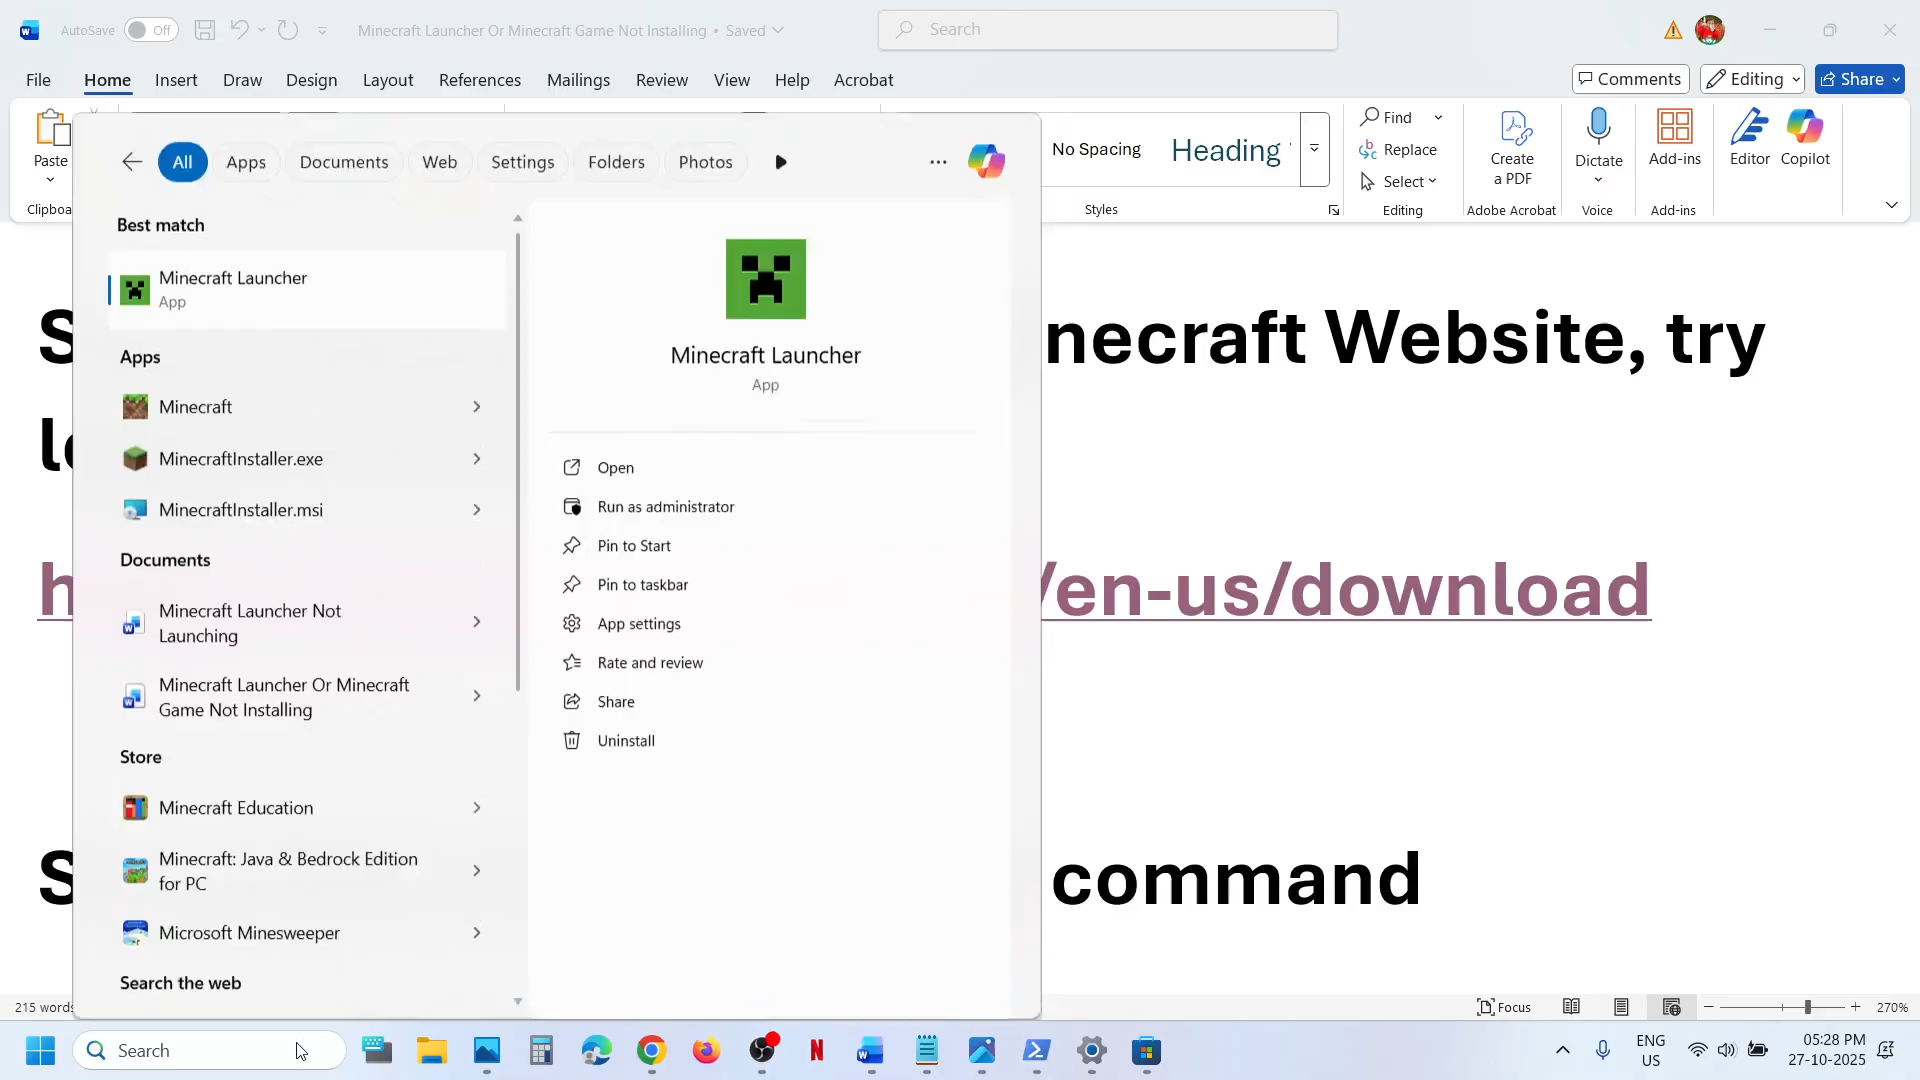 AutoSave Off Minecraft Launcher Or Minecraft Game Not Installing • Saved Search
File Home Insert Draw Design Layout References Mailings Review View Help Acrobat Comments Editing Share
Paste
Clipboa
No Spacing Heading
Styles
Find
Replace
Select
Editing
Create
a PDF
Adobe Acrobat
Dictate
Voice
Add-ins
Add-ins
Editor Copilot
All Apps Documents Web Settings Folders Photos
Best match
Minecraft Launcher
App
Apps
Minecraft
MinecraftInstaller.exe
MinecraftInstaller.msi
Documents
Minecraft Launcher Not
Launching
Minecraft Launcher Or Minecraft
Game Not Installing
Store
Minecraft Education
Minecraft: Java & Bedrock Edition
for PC
Microsoft Minesweeper
Search the web
Minecraft Launcher
App
Open
Run as administrator
Pin to Start
Pin to taskbar
App settings
Rate and review
Share
Uninstall
S necraft Website, try
h /en-us/download
S command
215 words Focus 270%
Search
ENG
US
05:28 PM
27-10-2025